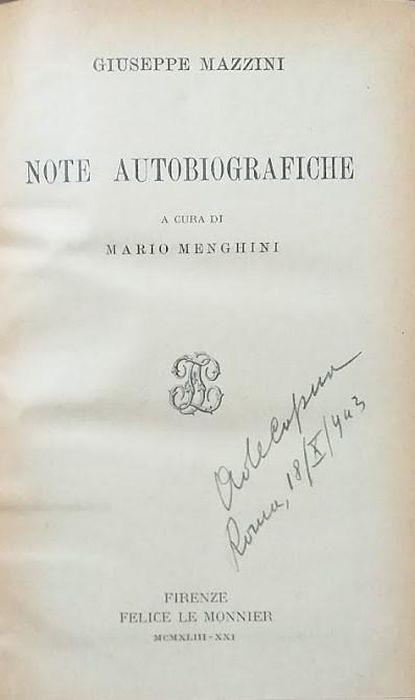 GIUSEPPE MAZZINI
NOTE AUTOBIOGRAFICHE
A CURA DI
MARIO MENGHINI
Roma, 18/X/943
FIRENZE
FELICE LE MONNIER
MCMXLIII-XXI